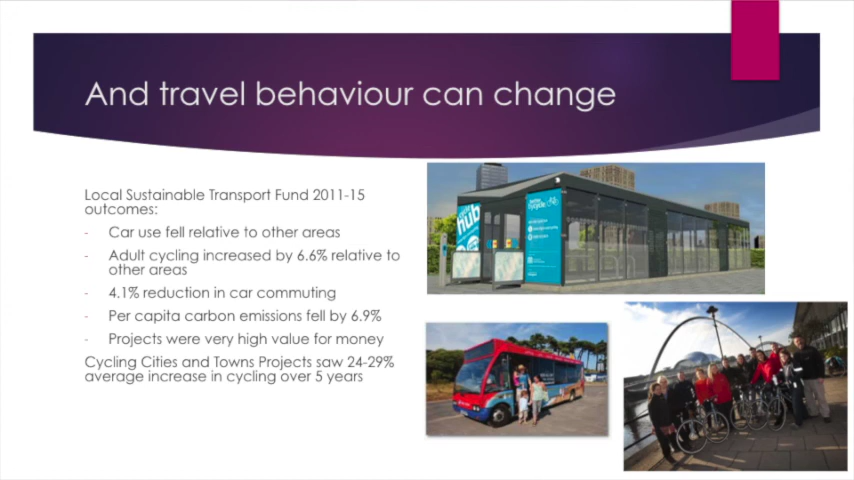 And travel behaviour can change
Local Sustainable Transport Fund 2011-15
outcomes:
- Car use fell relative to other areas
- Adult cycling increased by 6.6% relative to
other areas
- 4.1% reduction in car commuting
- Per capita carbon emissions fell by 6.9%
- Projects were very high value for money
Cycling Cities and Towns Projects saw 24-29%
average increase in cycling over 5 years
hub